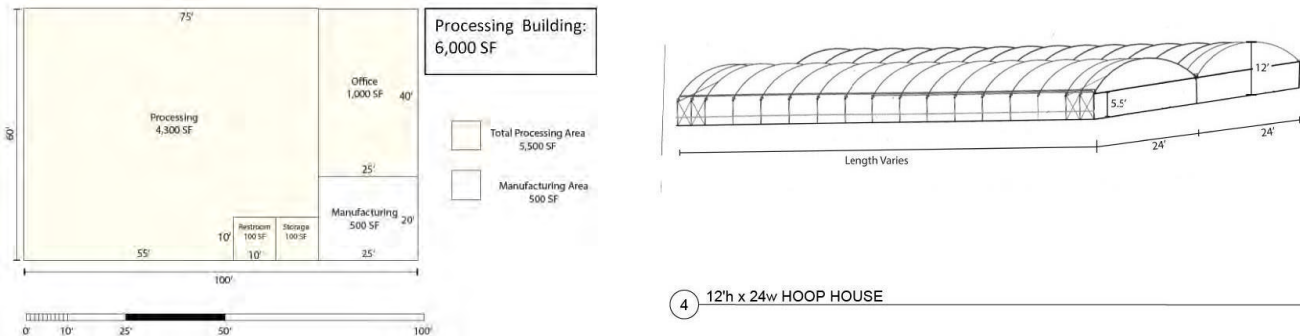 75'
Processing Building:
6,000 SF
Office
1,000 SF
40'
Processing
4,300 SF
60'
Total Processing Area
5,500 SF
25'
Manufacturing Area
500 SF
Manufacturing
500 SF
20'
Restroom
100 SF
Storage
100 SF
10'
55'
10'
25'
100'
0' 10' 25' 50' 100'
12'
5.5'
24'
24'
Length Varies
4 12'h x 24w HOOP HOUSE